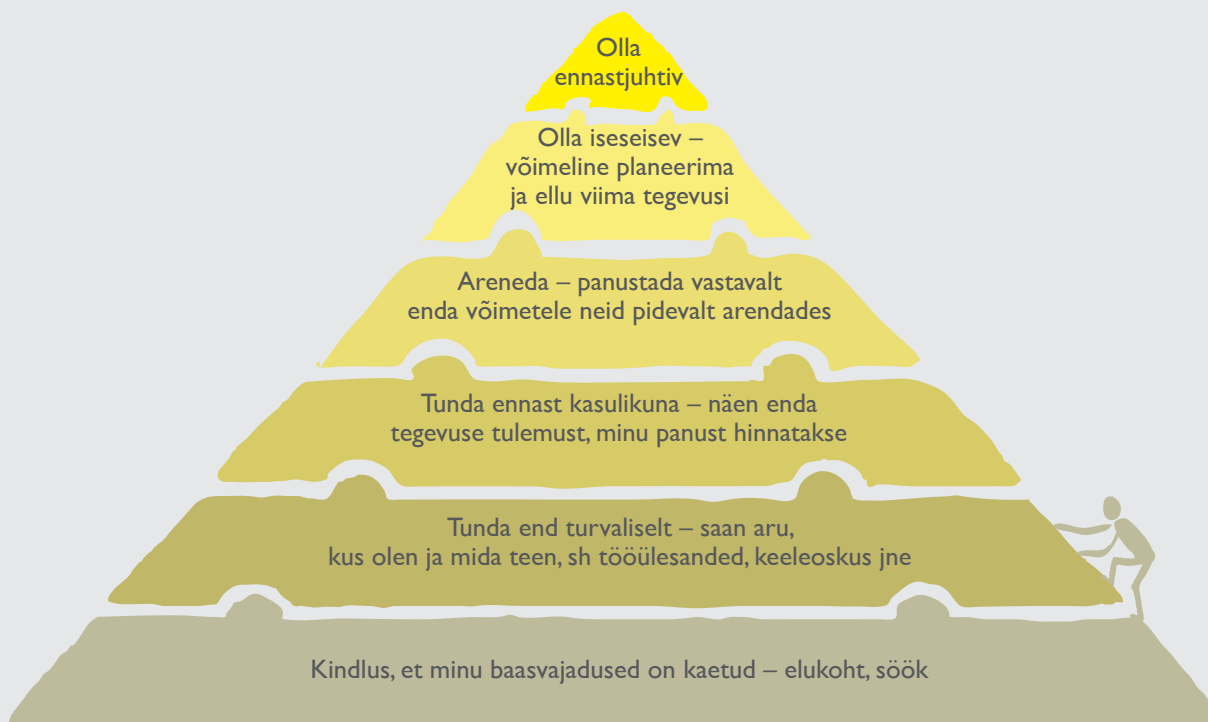 Olla
ennastjuhtiv
Olla iseseisev –
võimeline planeerima
ja ellu viima tegevusi
Areneda – panustada vastavalt
enda võimetele neid pidevalt arendades
Tunda ennast kasulikuna – näen enda
tegevuse tulemust, minu panust hinnatakse
Tunda end turvaliselt – saan aru,
kus olen ja mida teen, sh tööülesanded, keeleoskus jne
Kindlus, et minu baasvajadused on kaetud – elukoht, söök